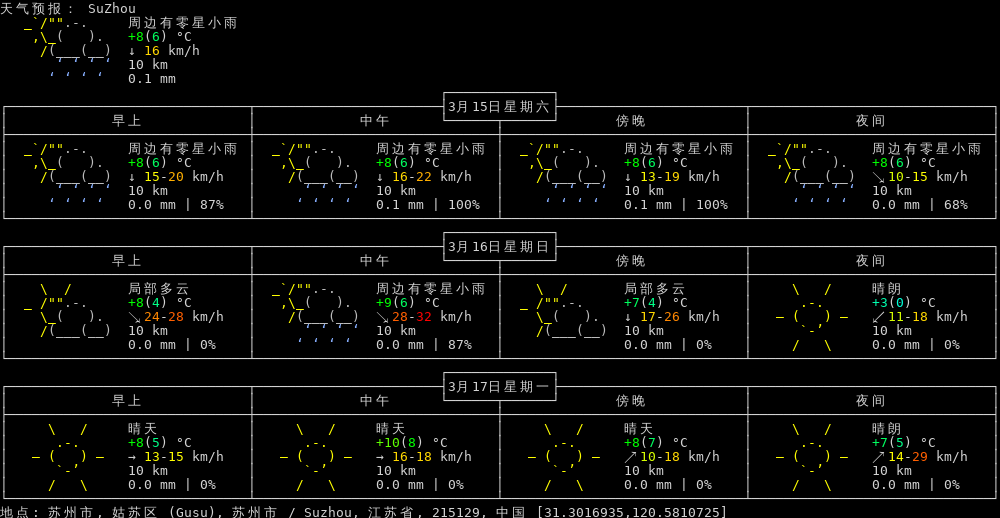 天气预报: SuZhou
周边有零星小雨
+8(6) °C
↓ 16 km/h
10 km
0.1 mm
3月15日星期六
早上 中午 傍晚 夜间
周边有零星小雨 周边有零星小雨 周边有零星小雨 周边有零星小雨
+8(6) °C +8(6) °C +8(6) °C +8(6) °C
↓ 15-20 km/h ↓ 16-22 km/h ↓ 13-19 km/h ↘ 10-15 km/h
10 km 10 km 10 km 10 km
0.0 mm | 87% 0.1 mm | 100% 0.1 mm | 100% 0.0 mm | 68%
3月16日星期日
早上 中午 傍晚 夜间
局部多云 周边有零星小雨 局部多云 晴朗
+8(4) °C +9(6) °C +7(4) °C +3(0) °C
↘ 24-28 km/h ↘ 28-32 km/h ↓ 17-26 km/h ↙ 11-18 km/h
10 km 10 km 10 km 10 km
0.0 mm | 0% 0.0 mm | 87% 0.0 mm | 0% 0.0 mm | 0%
3月17日星期一
早上 中午 傍晚 夜间
晴天 晴天 晴天 晴朗
+8(5) °C +10(8) °C +8(7) °C +7(5) °C
→ 13-15 km/h → 16-18 km/h ↗ 10-18 km/h ↗ 14-29 km/h
10 km 10 km 10 km 10 km
0.0 mm | 0% 0.0 mm | 0% 0.0 mm | 0% 0.0 mm | 0%
地点: 苏州市, 姑苏区 (Gusu), 苏州市 / Suzhou, 江苏省, 215129, 中国 [31.3016935,120.5810725]